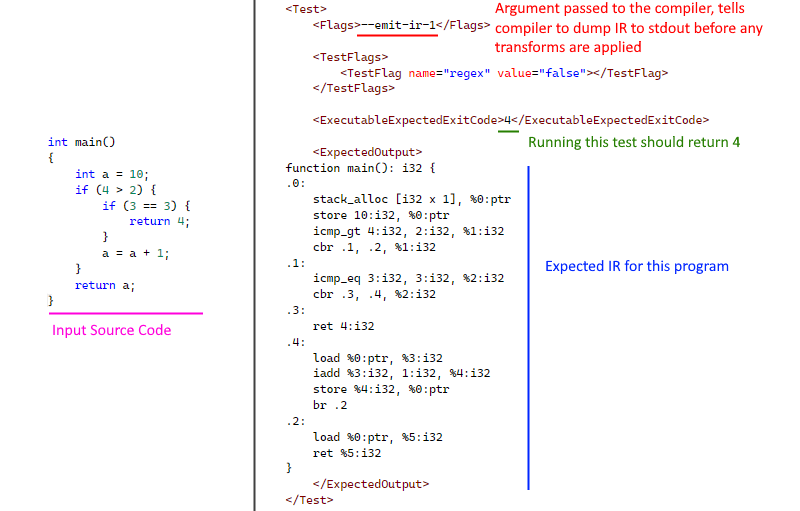 int main()
{
    int a = 10;
    if (4 > 2) {
        if (3 == 3) {
            return 4;
        }
        a = a + 1;
    }
    return a;
}
Input Source Code
<Test>
    <Flags>--emit-ir-1</Flags>
Argument passed to the compiler, tells
compiler to dump IR to stdout before any
transforms are applied
    <TestFlags>
        <TestFlag name="regex" value="false"></TestFlag>
    </TestFlags>
    <ExecutableExpectedExitCode>4</ExecutableExpectedExitCode>
Running this test should return 4
    <ExpectedOutput>
function main(): i32 {
.0:
    stack_alloc [i32 x 1], %0:ptr
    store 10:i32, %0:ptr
    icmp_gt 4:i32, 2:i32, %1:i32
    cbr .1, .2, %1:i32
.1:
    icmp_eq 3:i32, 3:i32, %2:i32
    cbr .3, .4, %2:i32
.3:
    ret 4:i32
.4:
    load %0:ptr, %3:i32
    iadd %3:i32, 1:i32, %4:i32
    store %4:i32, %0:ptr
    br .2
.2:
    load %0:ptr, %5:i32
    ret %5:i32
}
    </ExpectedOutput>
</Test>
Expected IR for this program